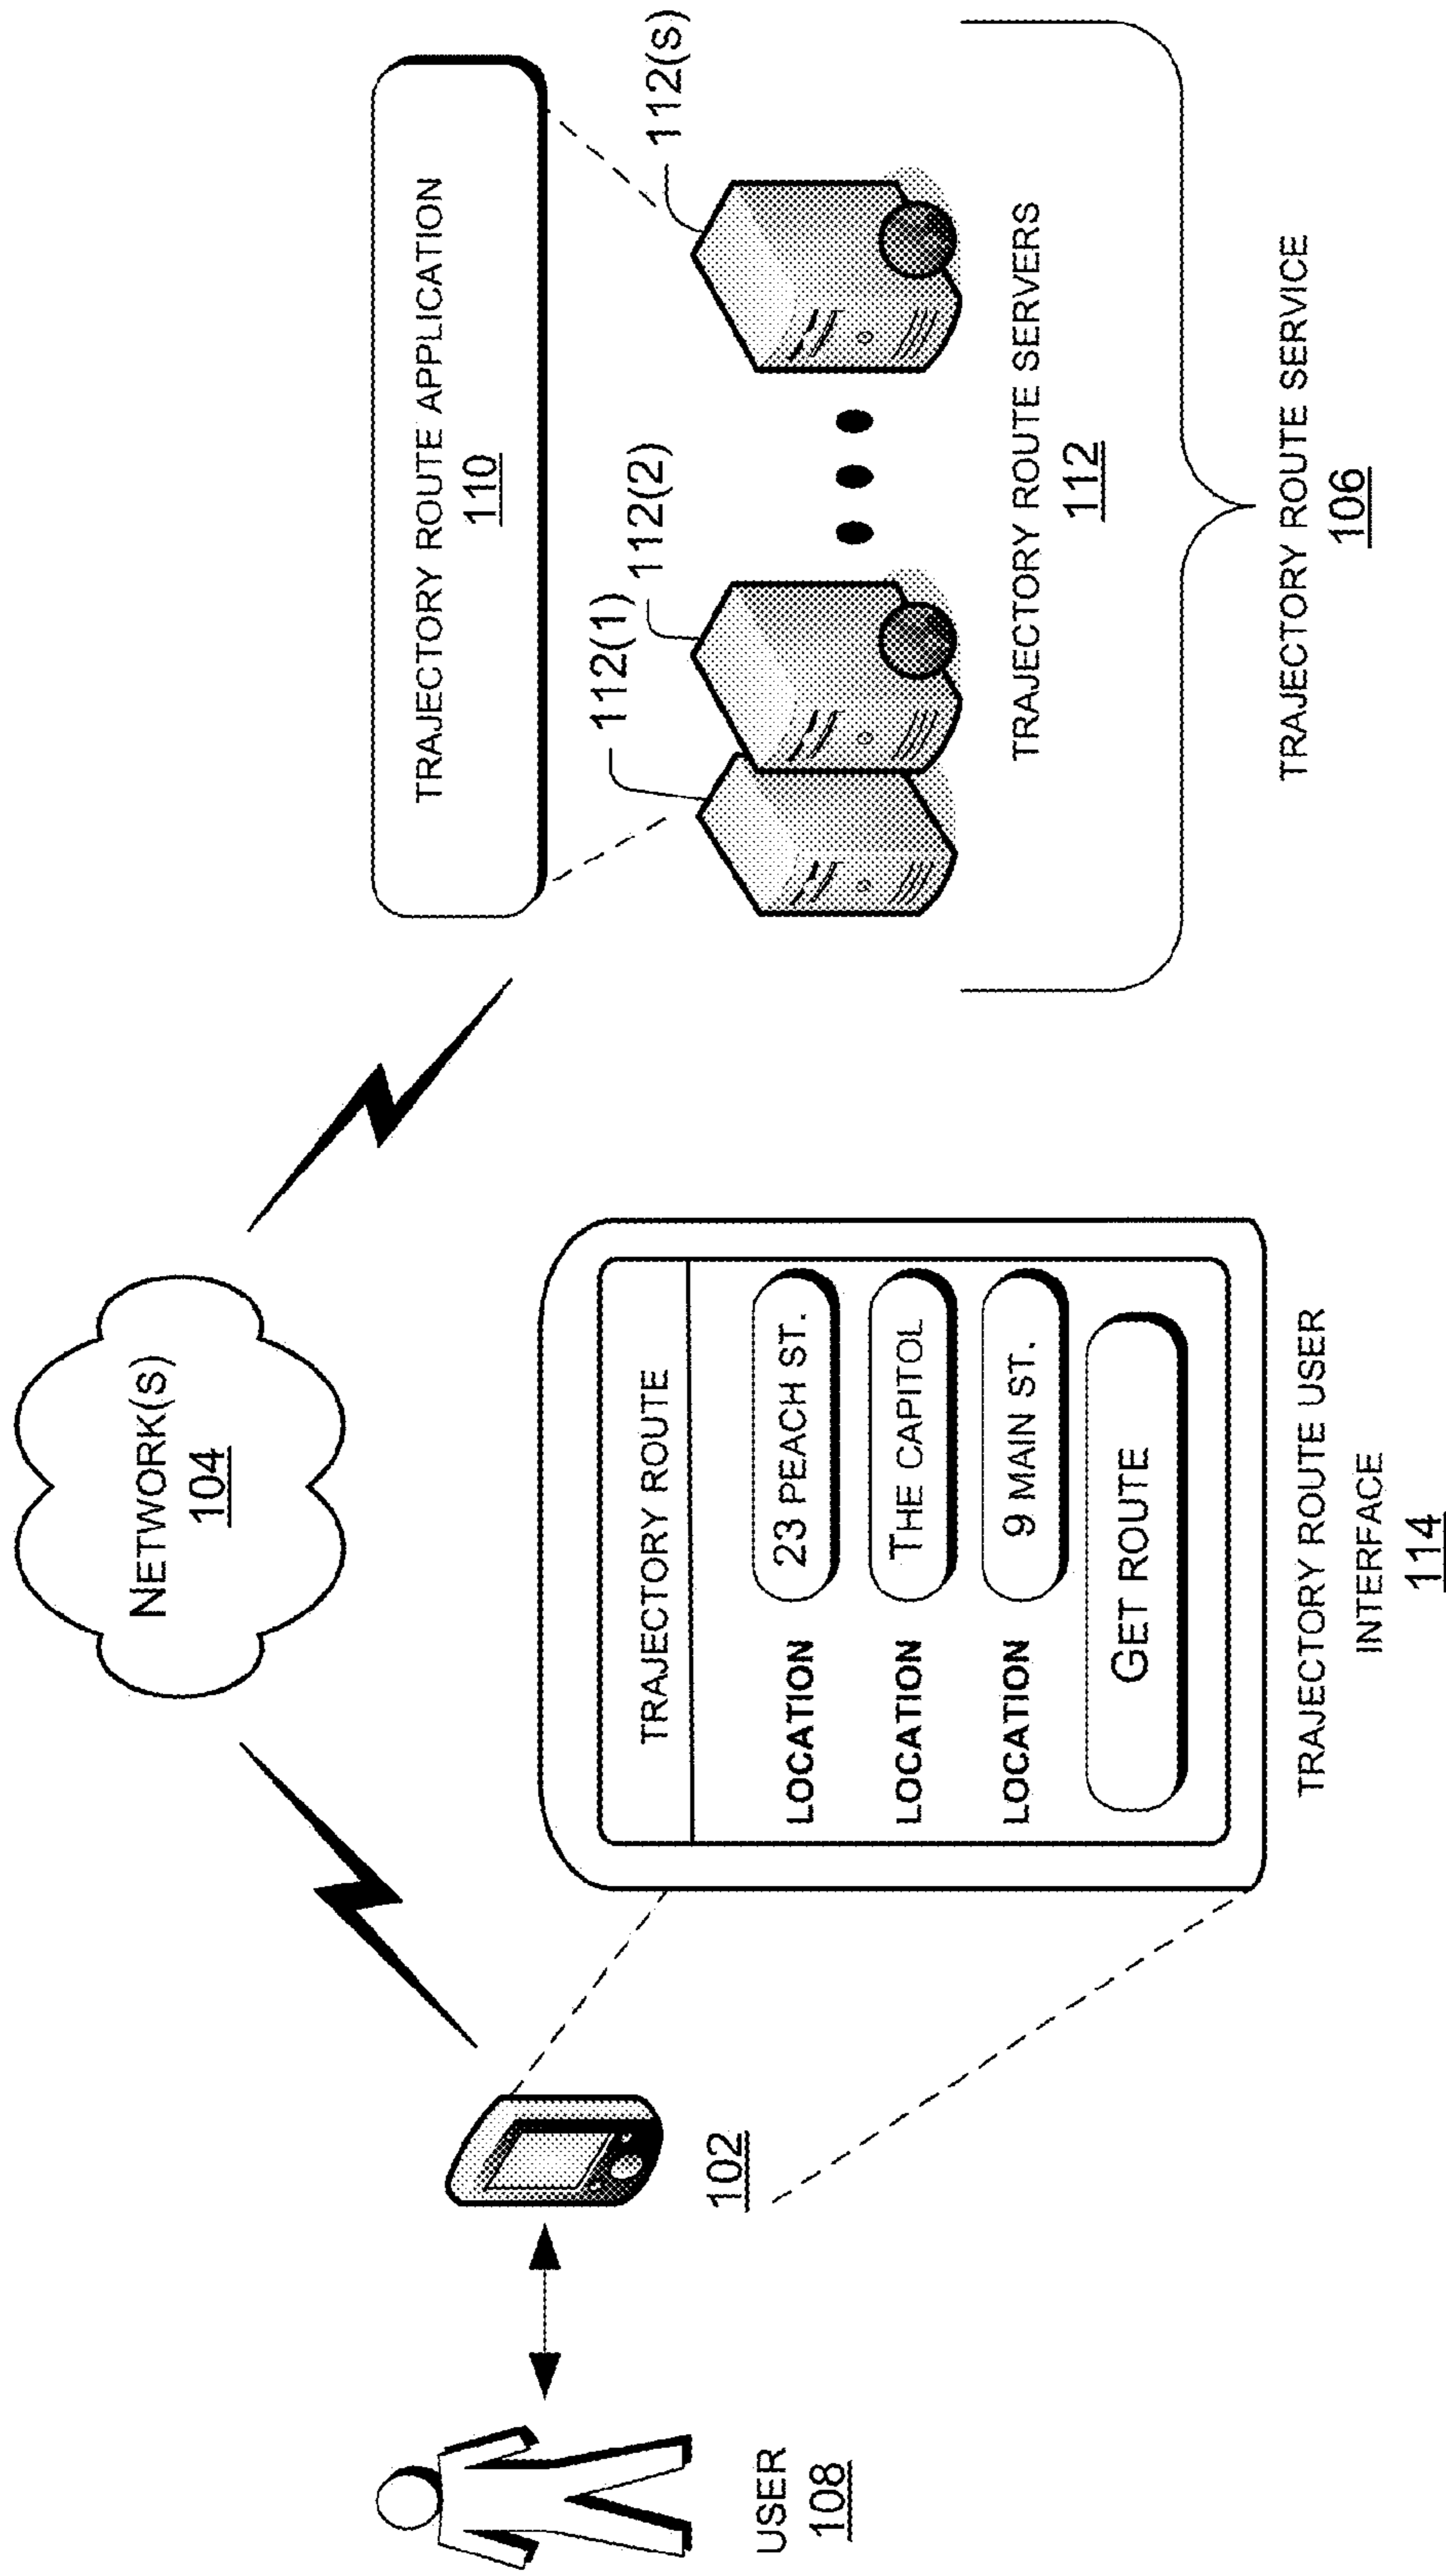 NETWORK(S)
104
TRAJECTORY ROUTE APPLICATION
110
112(1)
112(2)
112(s)
TRAJECTORY ROUTE SERVERS
112
TRAJECTORY ROUTE SERVICE
106
USER
108
102
TRAJECTORY ROUTE
LOCATION 23 PEACH ST.
LOCATION THE CAPITOL
LOCATION 9 MAIN ST.
GET ROUTE
TRAJECTORY ROUTE USER
INTERFACE
114